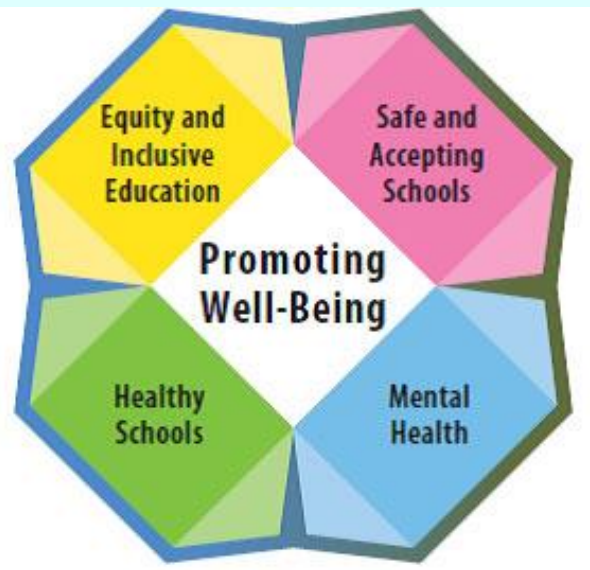 Equity and
Inclusive
Education
Safe and
Accepting
Schools
Promoting
Well-Being
Healthy
Schools
Mental
Health